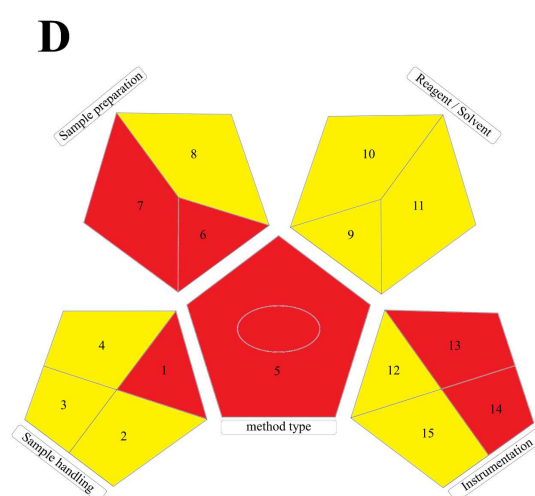 D
Sample preparation
Reagent / Solvent
8
10
7
6
11
9
4
1
3
2
5
13
12
14
15
method type
Sample handling
Instrumentation